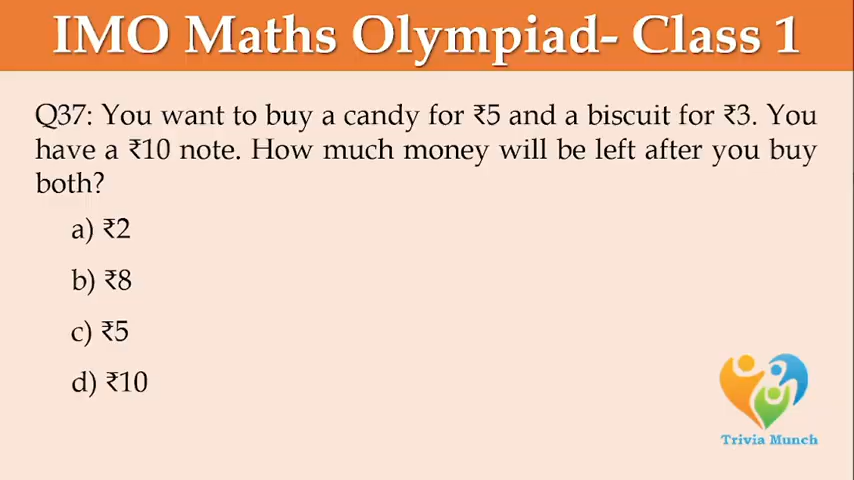 IMO Maths Olympiad- Class 1
Q37: You want to buy a candy for ₹5 and a biscuit for ₹3. You
have a ₹10 note. How much money will be left after you buy
both?
a) ₹2
b) ₹8
c) ₹5
d) ₹10
Trivia Munch